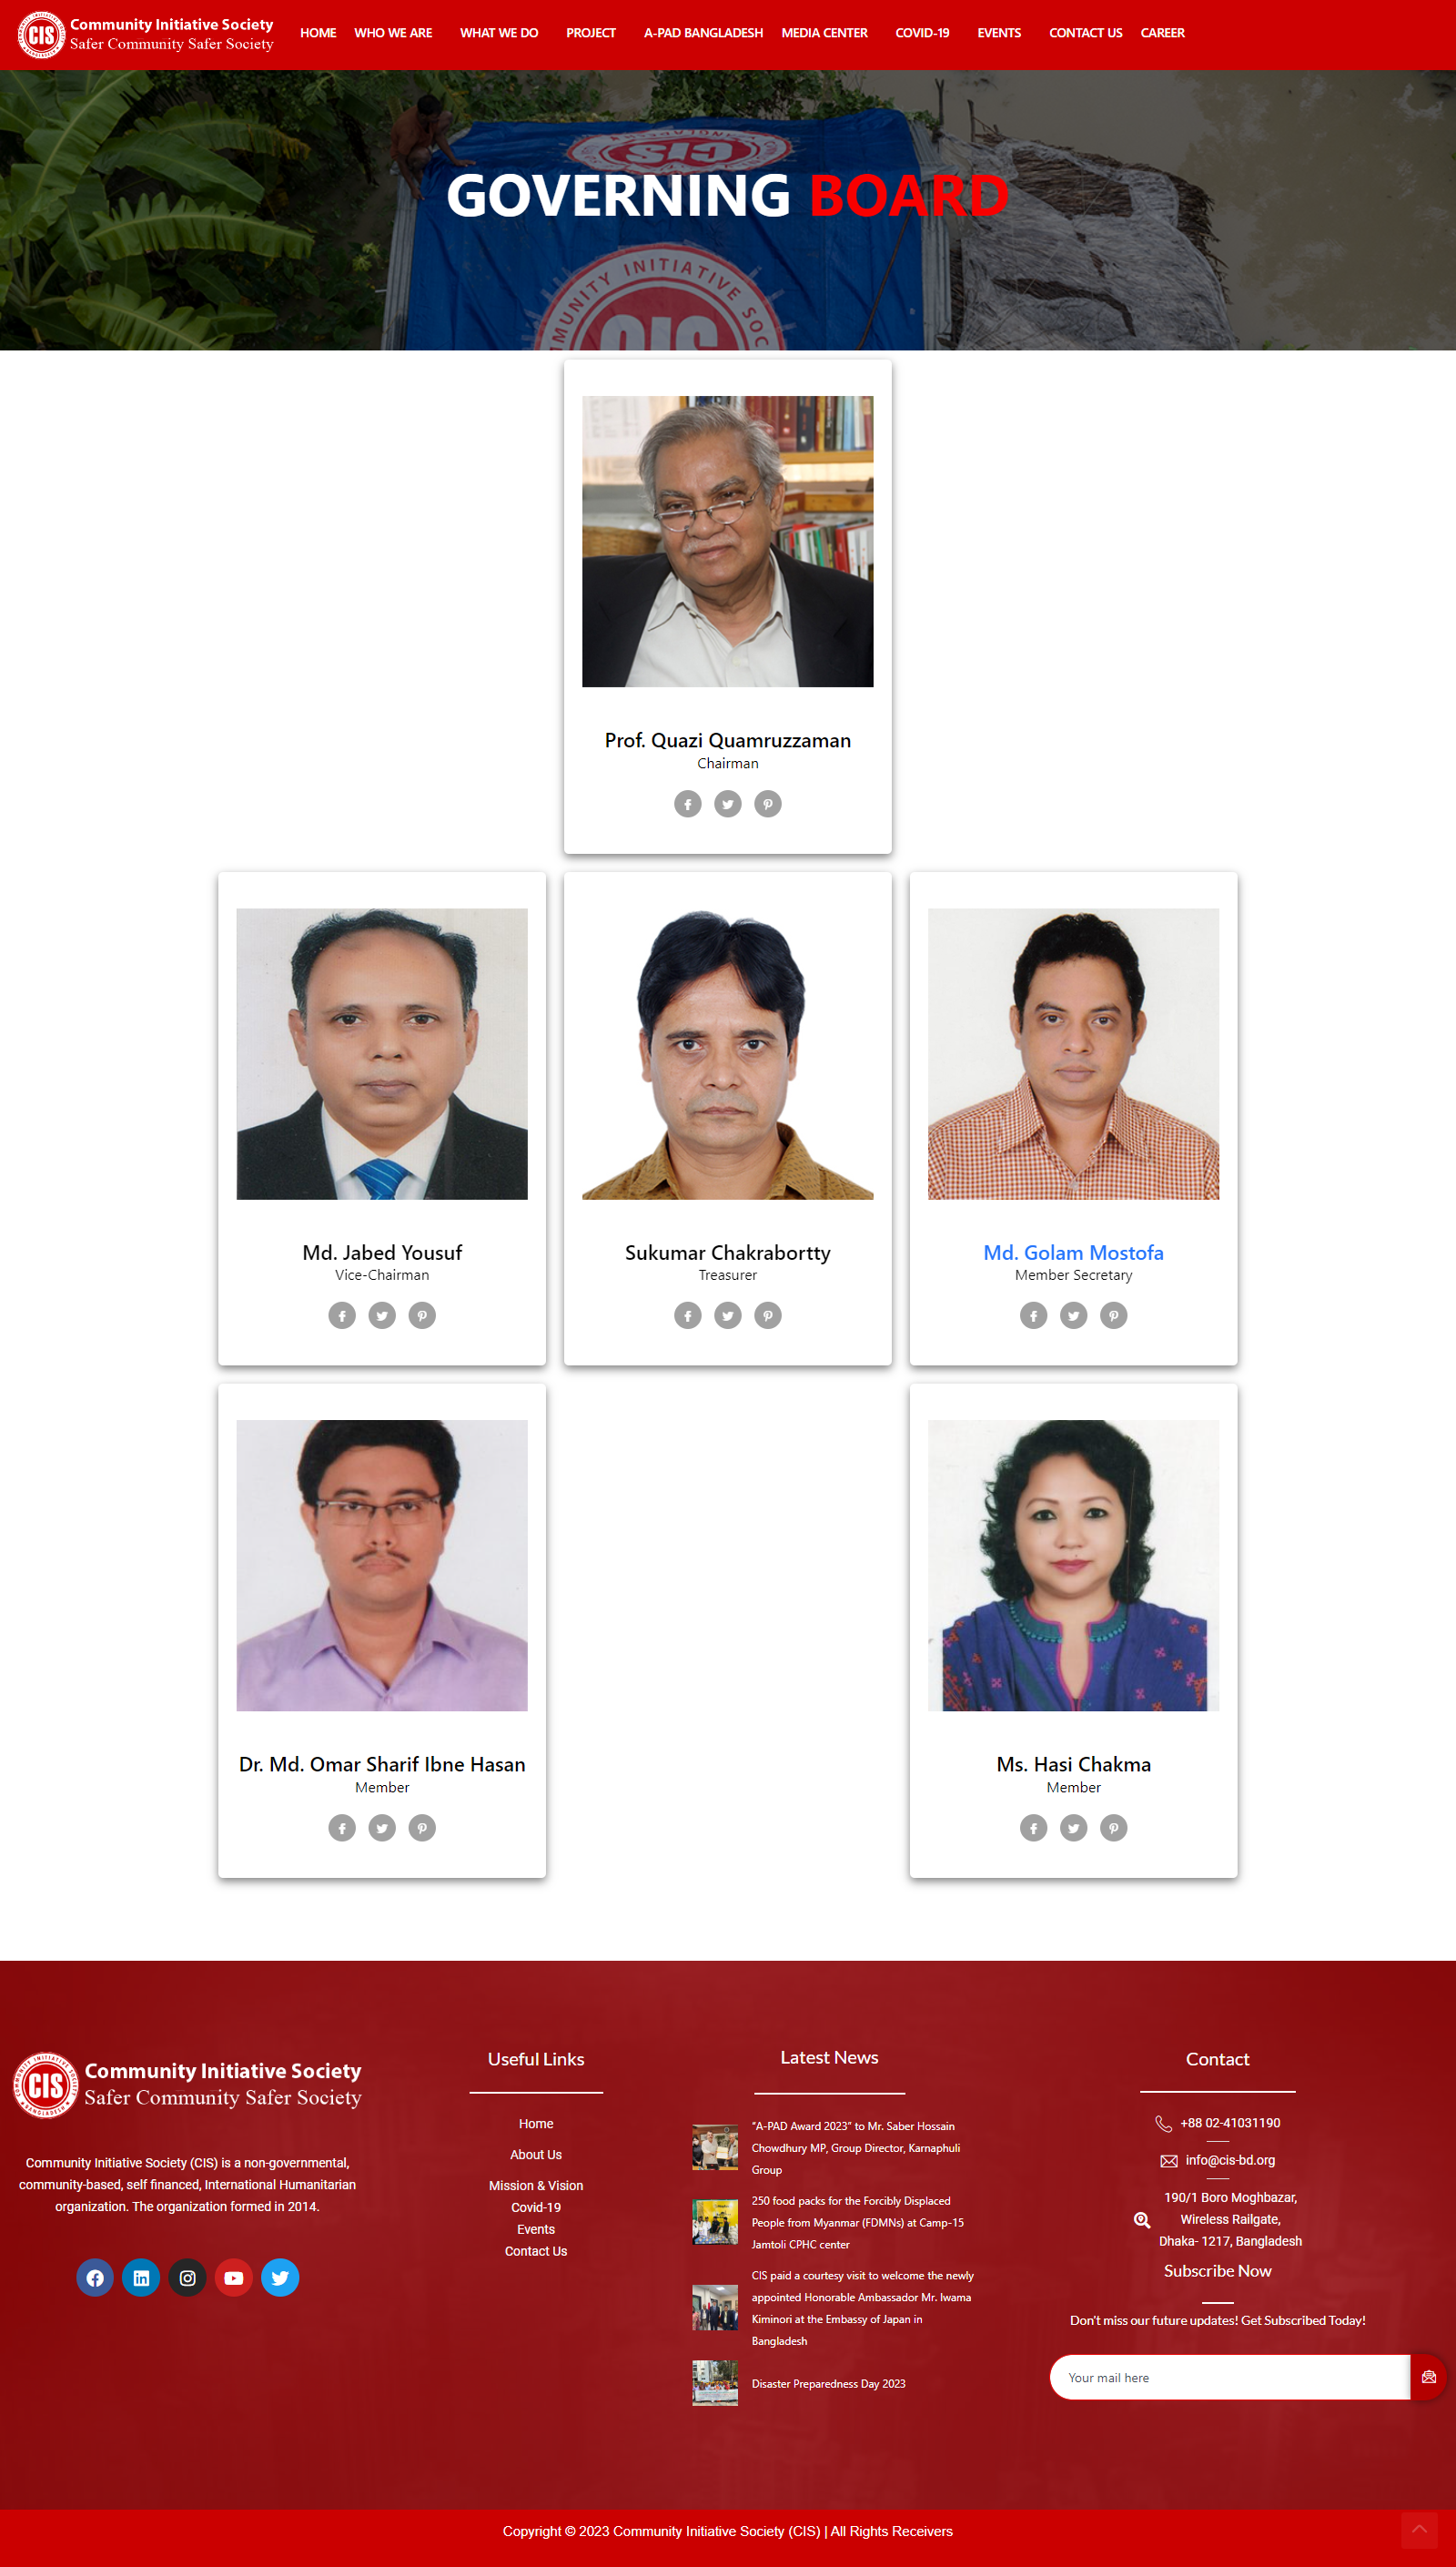 Community Initiative Society
Safer Community Safer Society
HOME WHO WE ARE WHAT WE DO PROJECT A-PAD BANGLADESH MEDIA CENTER COVID-19 EVENTS CONTACT US CAREER
CIS
GOVERNING BOARD
COMMUNITY INITIATIVE SOC
CIS
Prof. Quazi Quamruzzaman
Chairman
Md. Jabed Yousuf
Vice-Chairman
Sukumar Chakrabortty
Treasurer
Md. Golam Mostofa
Member Secretary
Dr. Md. Omar Sharif Ibne Hasan
Member
Ms. Hasi Chakma
Member
CIS
Community Initiative Society
Safer Community Safer Society
Community Initiative Society (CIS) is a non-governmental,
community-based, self financed, International Humanitarian
organization. The organization formed in 2014.
Useful Links
Home
About Us
Mission & Vision
Covid-19
Events
Contact Us
Latest News
“A-PAD Award 2023” to Mr. Saber Hossain
Chowdhury MP, Group Director, Karnaphuli
Group
250 food packs for the Forcibly Displaced
People from Myanmar (FDMNs) at Camp-15
Jamtoli CPHC center
CIS paid a courtesy visit to welcome the newly
appointed Honorable Ambassador Mr. Iwama
Kiminori at the Embassy of Japan in
Bangladesh
Disaster Preparedness Day 2023
Contact
+88 02-41031190
info@cis-bd.org
190/1 Boro Moghbazar,
Wireless Railgate,
Dhaka- 1217, Bangladesh
Subscribe Now
Don't miss our future updates! Get Subscribed Today!
Your mail here
Copyright © 2023 Community Initiative Society (CIS) | All Rights Receivers